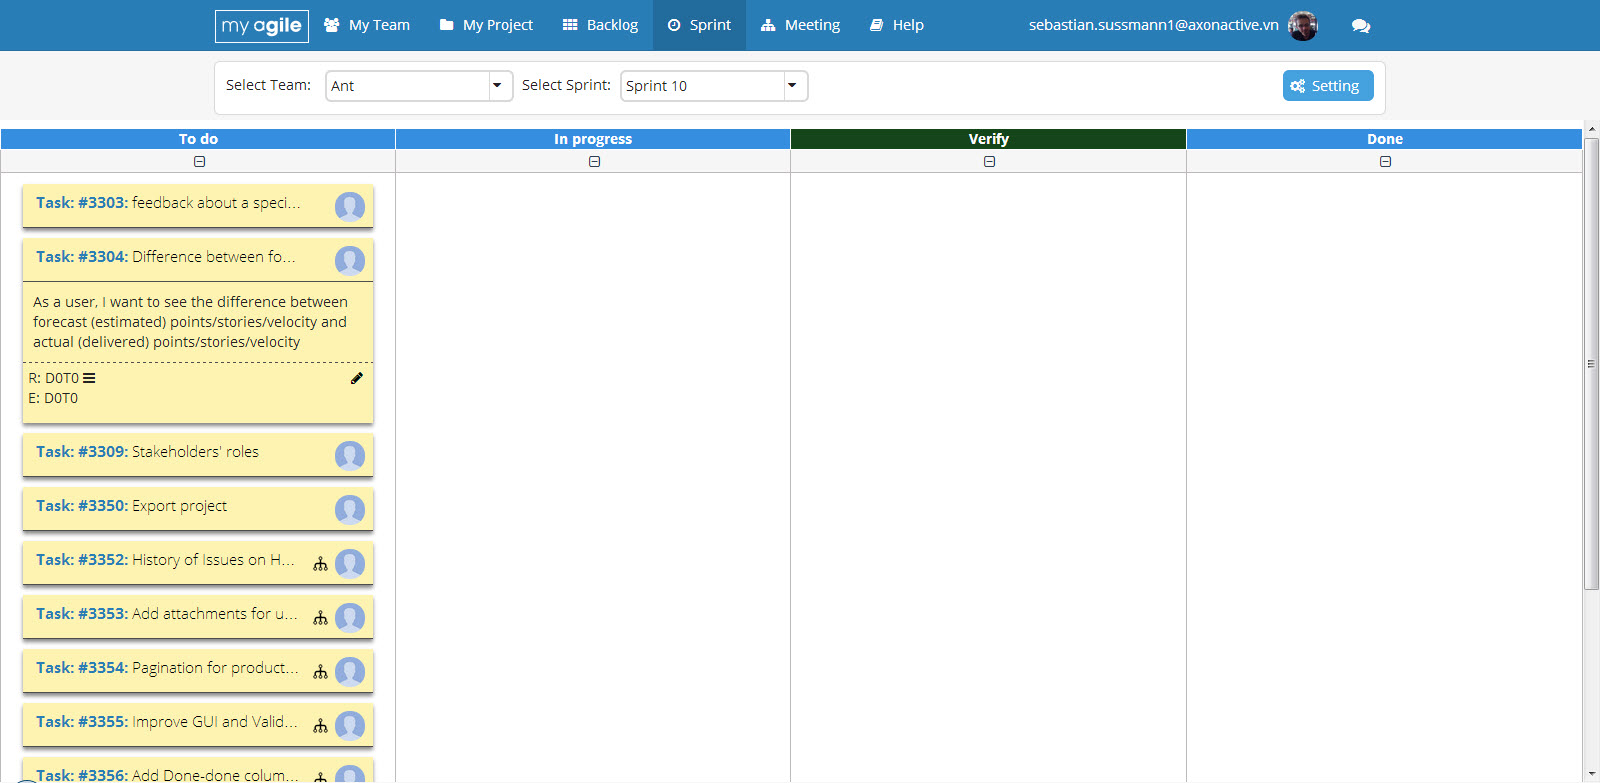 my agile My Team My Project Backlog Sprint Meeting Help sebastian.sussmann1@axonactive.vn
Select Team: Ant Select Sprint: Sprint 10 Setting
To do In progress Verify Done
Task: #3303: feedback about a speci...
Task: #3304: Difference between fo...
As a user, I want to see the difference between
forecast (estimated) points/stories/velocity and
actual (delivered) points/stories/velocity
R: D0T0
E: D0T0
Task: #3309: Stakeholders' roles
Task: #3350: Export project
Task: #3352: History of Issues on H...
Task: #3353: Add attachments for u...
Task: #3354: Pagination for product...
Task: #3355: Improve GUI and Valid...
Task: #3356: Add Done-done colum...